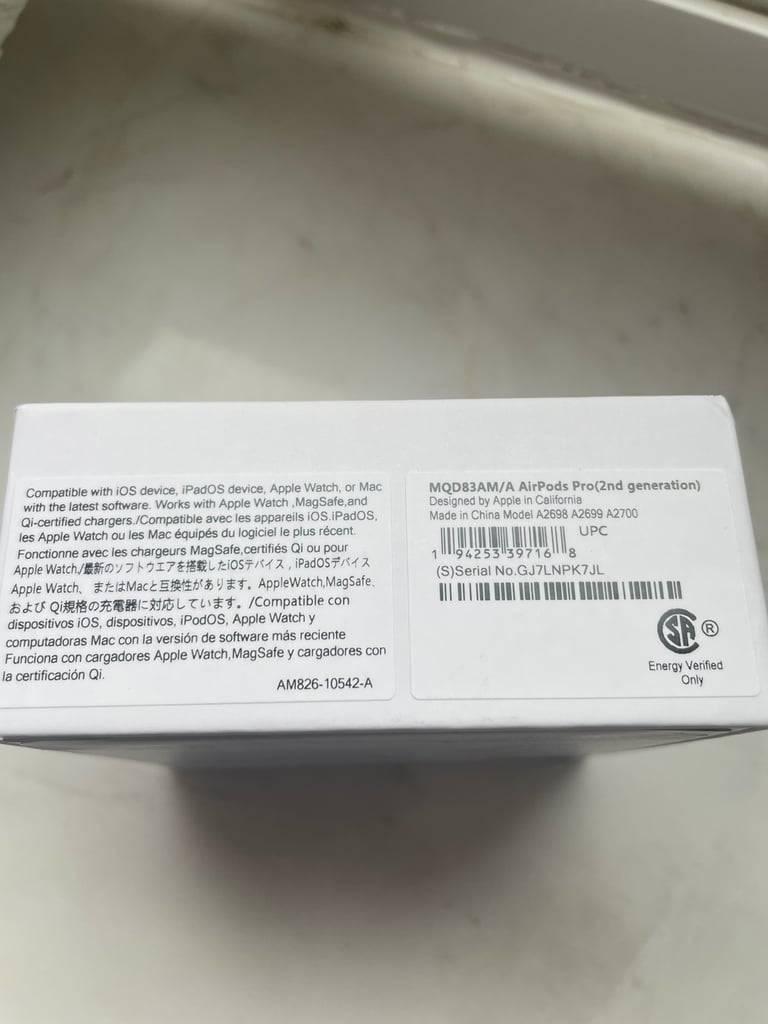 Compatible with iOS device, iPadOS device, Apple Watch, or Mac
with the latest software. Works with Apple Watch ,MagSafe,and
Qi-certified chargers./Compatible avec les appareils iOS.iPadOS,
les Apple Watch ou les Mac équipés du logiciel le plus récent.
Fonctionne avec les chargeurs MagSafe,certifiés Qi ou pour
Apple Watch./最新のソフトウエアを搭載したiOSデバイス , iPadOSデバイス
Apple Watch、 またはMacと互換性があります。AppleWatch,MagSafe、
および Qi規格の充電器に対応しています。/Compatible con
dispositivos iOS, dispositivos, iPodOS, Apple Watch y
computadoras Mac con la versión de software más reciente
Funciona con cargadores Apple Watch,MagSafe y cargadores con
la certificación Qi.
AM826-10542-A
MQD83AM/A AirPods Pro(2nd generation)
Designed by Apple in California
Made in China Model A2698 A2699 A2700
UPC
1 94253 39716 8
(S)Serial No.GJ7LNPK7JL
SA ®
Energy Verified
Only